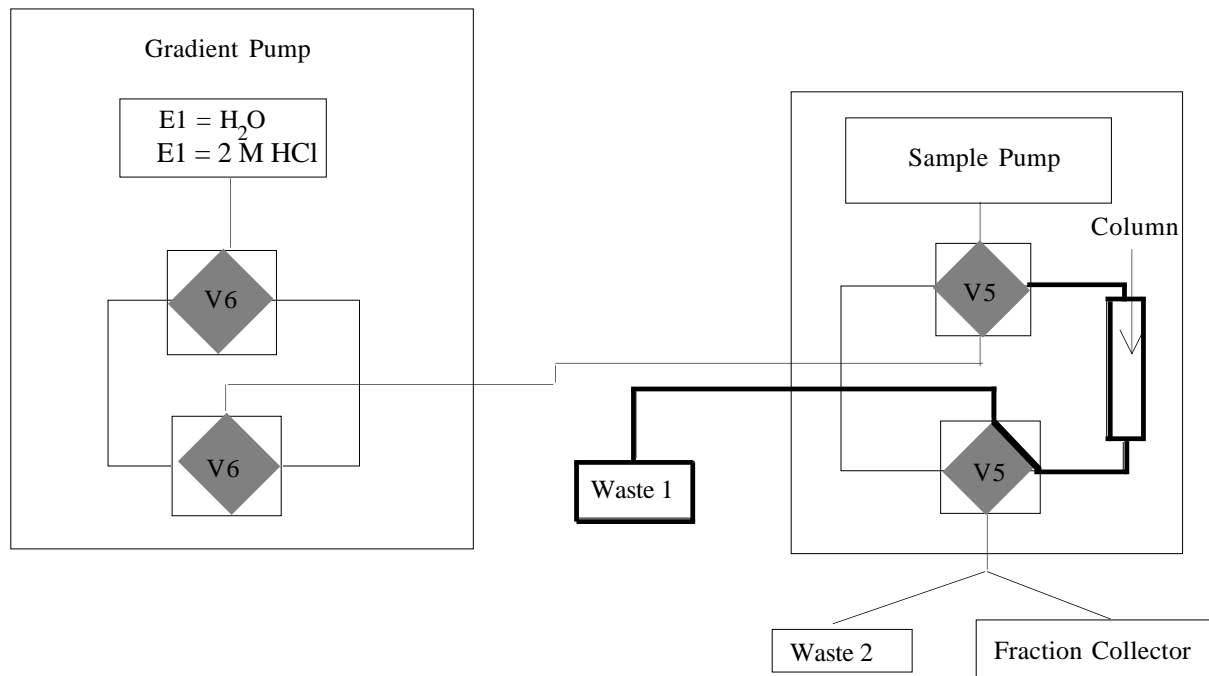 Gradient Pump
E1 = H2O
E1 = 2 M HCl
V6
V6
Sample Pump
Column
V5
V5
Waste 1
Waste 2
Fraction Collector